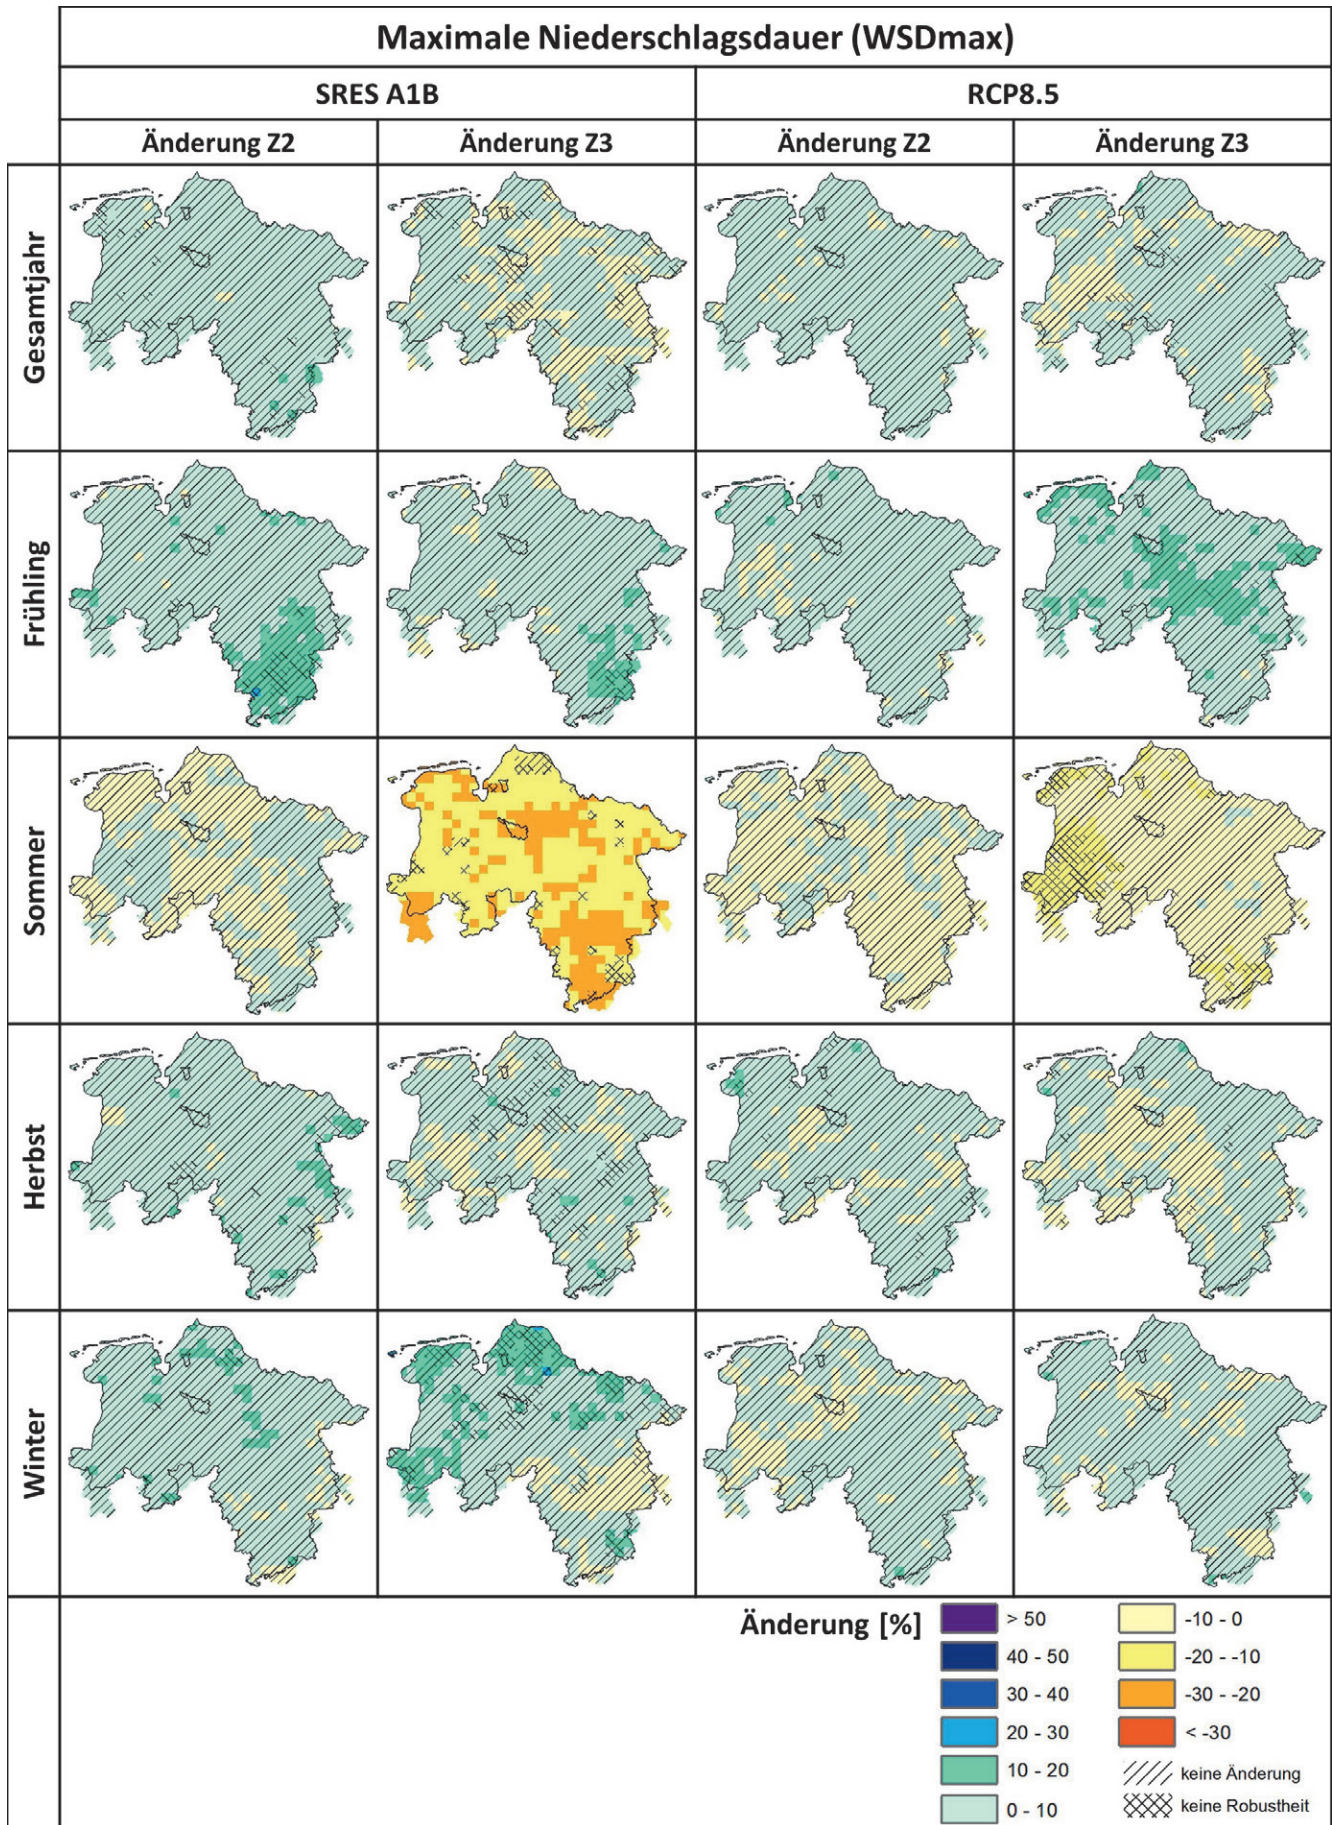 Maximale Niederschlagsdauer (WSDmax)
SRES A1B
RCP8.5
Änderung Z2
Änderung Z3
Änderung Z2
Änderung Z3
Gesamtjahr
Frühling
Sommer
Herbst
Winter
Änderung [%]
> 50
40 - 50
30 - 40
20 - 30
10 - 20
0 - 10
-10 - 0
-20 - -10
-30 - -20
< -30
keine Änderung
keine Robustheit